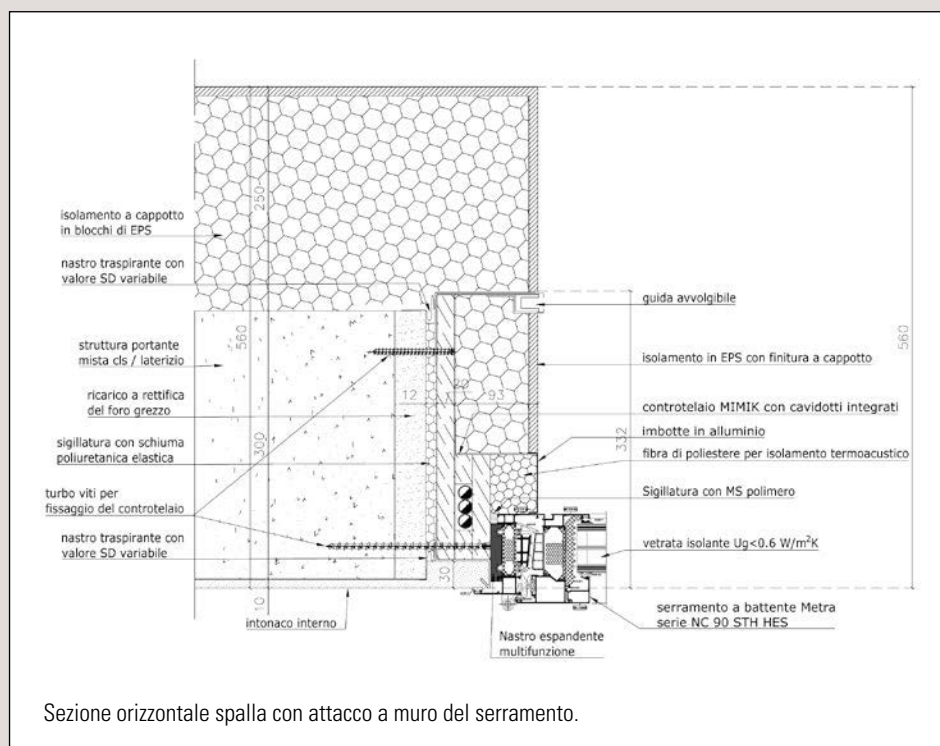 isolamento a cappotto
in blocchi di EPS
nastro traspirante con
valore SD variabile
struttura portante
mista cls / laterizio
ricarico a rettifica
del foro grezzo
sigillatura con schiuma
poliuretanica elastica
turbo viti per
fissaggio del controtelaio
nastro traspirante con
valore SD variabile
intonaco interno
250
560
300
10
12
20
93
30
332
560
guida avvolgibile
isolamento in EPS con finitura a cappotto
controtelaio MIMIK con cavidotti integrati
imbotte in alluminio
fibra di poliestere per isolamento termoacustico
Sigillatura con MS polimero
vetrata isolante Ug<0.6 W/m²K
serramento a battente Metra
serie NC 90 STH HES
Nastro espandente
multifunzione
Sezione orizzontale spalla con attacco a muro del serramento.